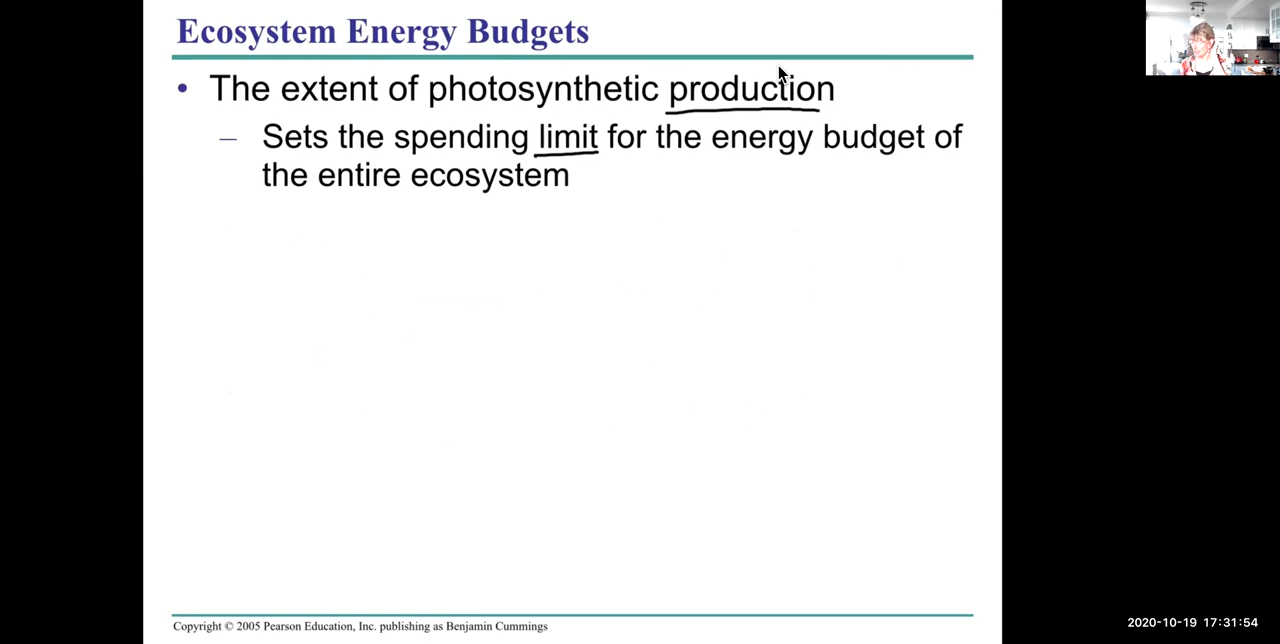 Ecosystem Energy Budgets
• The extent of photosynthetic production
– Sets the spending limit for the energy budget of
the entire ecosystem
Copyright © 2005 Pearson Education, Inc. publishing as Benjamin Cummings
2020-10-19 17:31:54